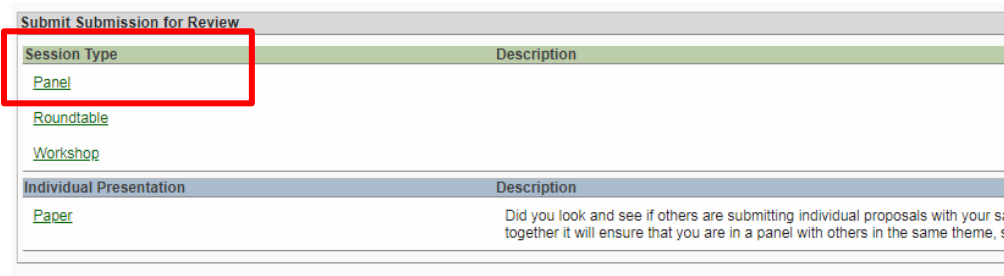 Submit Submission for Review
Session Type Description
Panel
Roundtable
Workshop
Individual Presentation Description
Paper Did you look and see if others are submitting individual proposals with your
together it will ensure that you are in a panel with others in the same theme,